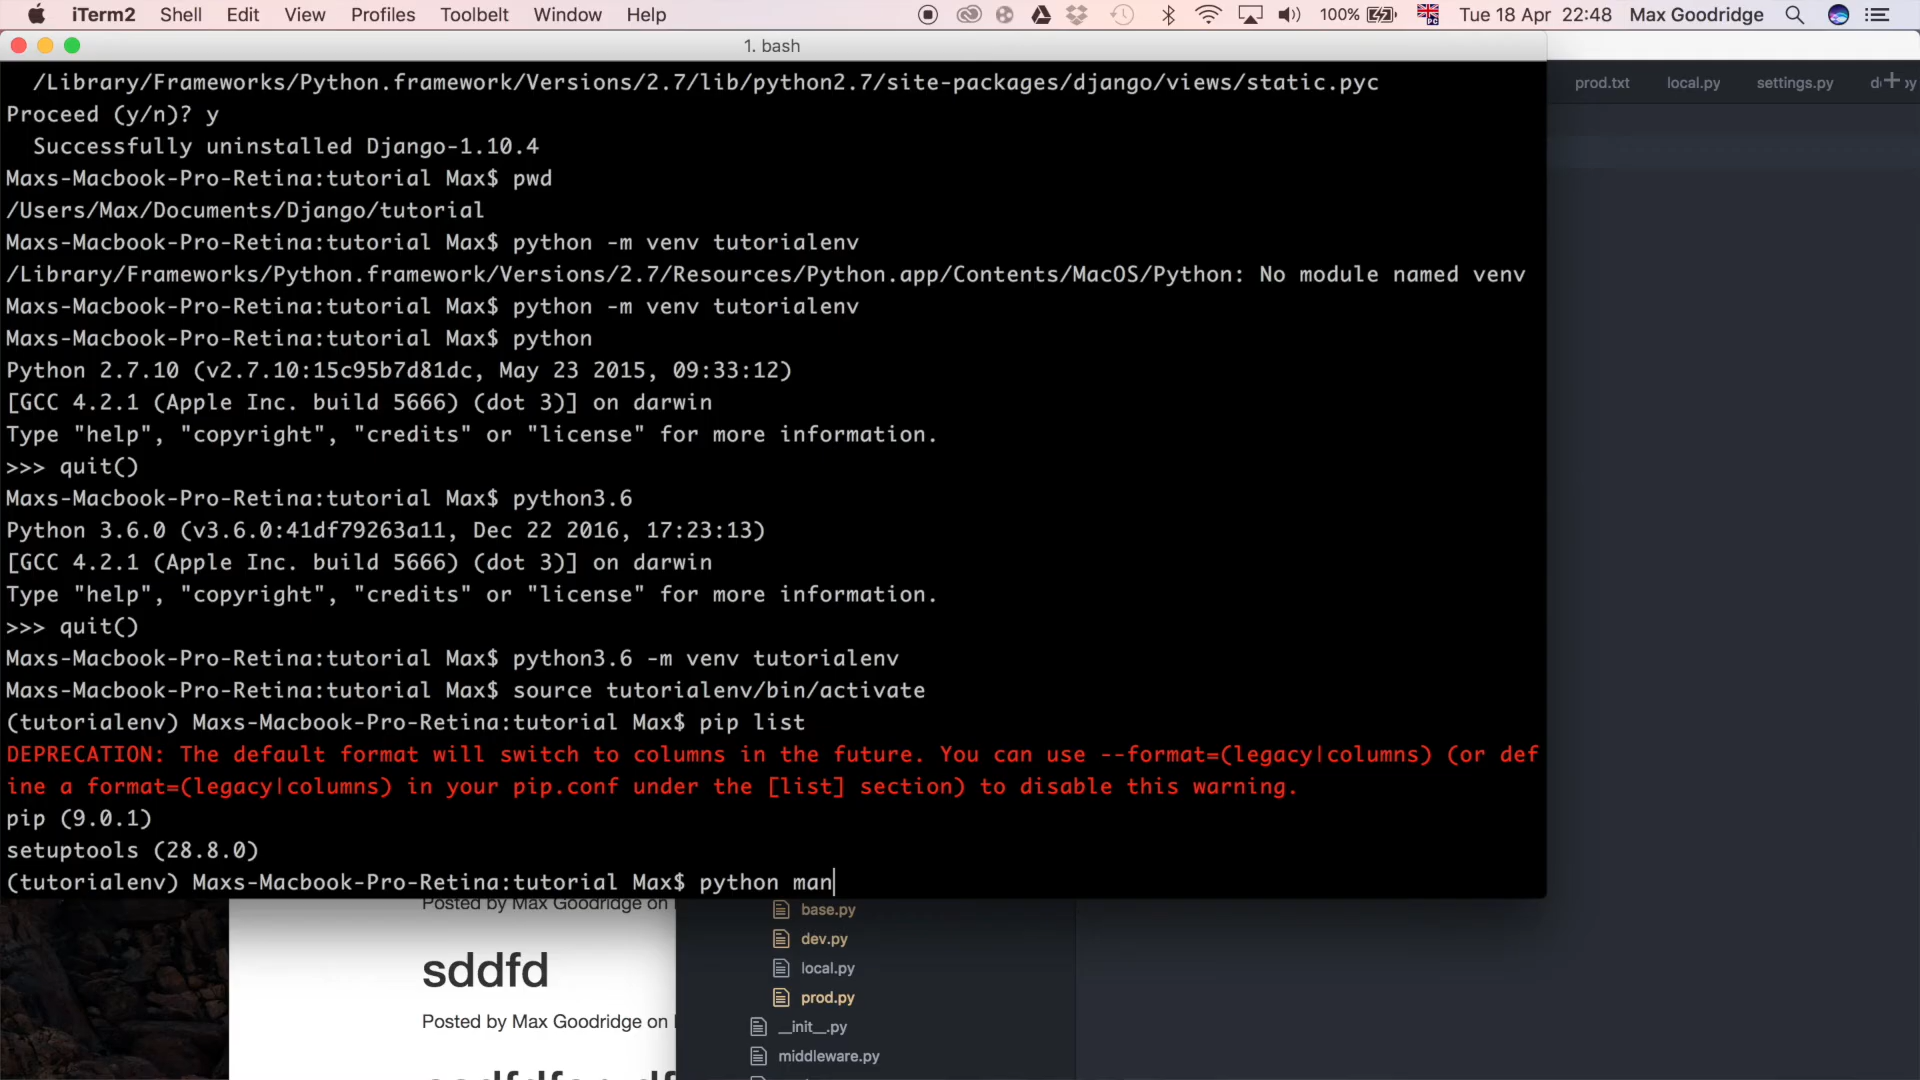 iTerm2 Shell Edit View Profiles Toolbelt Window Help 100% Tue 18 Apr 22:48 Max Goodridge
1. bash
/Library/Frameworks/Python.framework/Versions/2.7/lib/python2.7/site-packages/django/views/static.pyc
Proceed (y/n)? y
Successfully uninstalled Django-1.10.4
Maxs-Macbook-Pro-Retina:tutorial Max$ pwd
/Users/Max/Documents/Django/tutorial
Maxs-Macbook-Pro-Retina:tutorial Max$ python -m venv tutorialenv
/Library/Frameworks/Python.framework/Versions/2.7/Resources/Python.app/Contents/MacOS/Python: No module named venv
Maxs-Macbook-Pro-Retina:tutorial Max$ python -m venv tutorialenv
Maxs-Macbook-Pro-Retina:tutorial Max$ python
Python 2.7.10 (v2.7.10:15c95b7d81dc, May 23 2015, 09:33:12)
[GCC 4.2.1 (Apple Inc. build 5666) (dot 3)] on darwin
Type "help", "copyright", "credits" or "license" for more information.
>>> quit()
Maxs-Macbook-Pro-Retina:tutorial Max$ python3.6
Python 3.6.0 (v3.6.0:41df79263a11, Dec 22 2016, 17:23:13)
[GCC 4.2.1 (Apple Inc. build 5666) (dot 3)] on darwin
Type "help", "copyright", "credits" or "license" for more information.
>>> quit()
Maxs-Macbook-Pro-Retina:tutorial Max$ python3.6 -m venv tutorialenv
Maxs-Macbook-Pro-Retina:tutorial Max$ source tutorialenv/bin/activate
(tutorialenv) Maxs-Macbook-Pro-Retina:tutorial Max$ pip list
DEPRECATION: The default format will switch to columns in the future. You can use --format=(legacy|columns) (or def
ine a format=(legacy|columns) in your pip.conf under the [list] section) to disable this warning.
pip (9.0.1)
setuptools (28.8.0)
(tutorialenv) Maxs-Macbook-Pro-Retina:tutorial Max$ python man
prod.txt local.py settings.py
Posted by Max Goodridge on
sddfd
Posted by Max Goodridge on
base.py
dev.py
local.py
prod.py
__init__.py
middleware.py